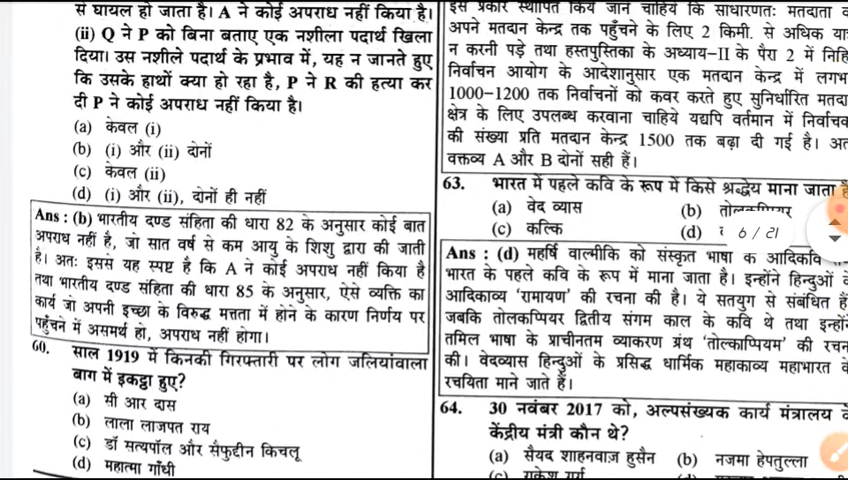 से घायल हो जाता है। A ने कोई अपराध नहीं किया है।
(ii) Q ने P को बिना बताए एक नशीला पदार्थ खिला
दिया। उस नशीले पदार्थ के प्रभाव में, यह न जानते हुए
कि उसके हाथों क्या हो रहा है, P ने R की हत्या कर
दी P ने कोई अपराध नहीं किया है।
(a) केवल (i)
(b) (i) और (ii) दोनों
(c) केवल (ii)
(d) (i) और (ii), दोनों ही नहीं
Ans : (b) भारतीय दण्ड संहिता की धारा 82 के अनुसार कोई बात
अपराध नहीं है, जो सात वर्ष से कम आयु के शिशु द्वारा की जाती
है। अतः इससे यह स्पष्ट है कि A ने कोई अपराध नहीं किया है
तथा भारतीय दण्ड संहिता की धारा 85 के अनुसार, ऐसे व्यक्ति का
कार्य जो अपनी इच्छा के विरुद्ध मत्तता में होने के कारण निर्णय पर
पहुँचने में असमर्थ हो, अपराध नहीं होगा।
60. साल 1919 में किनकी गिरफ्तारी पर लोग जलियांवाला
बाग में इकट्ठा हुए?
(a) सी आर दास
(b) लाला लाजपत राय
(c) डॉ सत्यपॉल और सैफुद्दीन किचलू
(d) महात्मा गाँधी
इस प्रकार स्थापित किये जाने चाहिये कि साधारणतः मतदाता
अपने मतदान केन्द्र तक पहुँचने के लिए 2 किमी. से अधिक
न करनी पड़े तथा हस्तपुस्तिका के अध्याय-II के पैरा 2 में
निर्वाचन आयोग के आदेशानुसार एक मतदान केन्द्र में
1000-1200 तक निर्वाचनों को कवर करते हुए सुनिर्धारित
क्षेत्र के लिए उपलब्ध करवाना चाहिये यद्यपि वर्तमान में
की संख्या प्रति मतदान केन्द्र 1500 तक बढ़ा दी गई है।
वक्तव्य A और B दोनों सही हैं।
63. भारत में पहले कवि के रूप में किसे श्रद्धेय माना जाता
(a) वेद व्यास (b)
(c) कल्कि (d)
6 / 21
Ans : (d) महर्षि वाल्मीकि को संस्कृत भाषा के आदिकवि
भारत के पहले कवि के रूप में माना जाता है। इन्होंने हिन्दुओं
आदिकाव्य 'रामायण' की रचना की है। ये सतयुग से संबंधित
जबकि तोलकप्पियर द्वितीय संगम काल के कवि थे तथा
तमिल भाषा के प्राचीनतम व्याकरण ग्रंथ 'तोल्काप्पियम' की
की। वेदव्यास हिन्दुओं के प्रसिद्ध धार्मिक महाकाव्य महाभारत
रचयिता माने जाते हैं।
64. 30 नवंबर 2017 को, अल्पसंख्यक कार्य मंत्रालय
केंद्रीय मंत्री कौन थे?
(a) सैयद शाहनवाज़ हुसैन (b) नजमा हेपतुल्ला